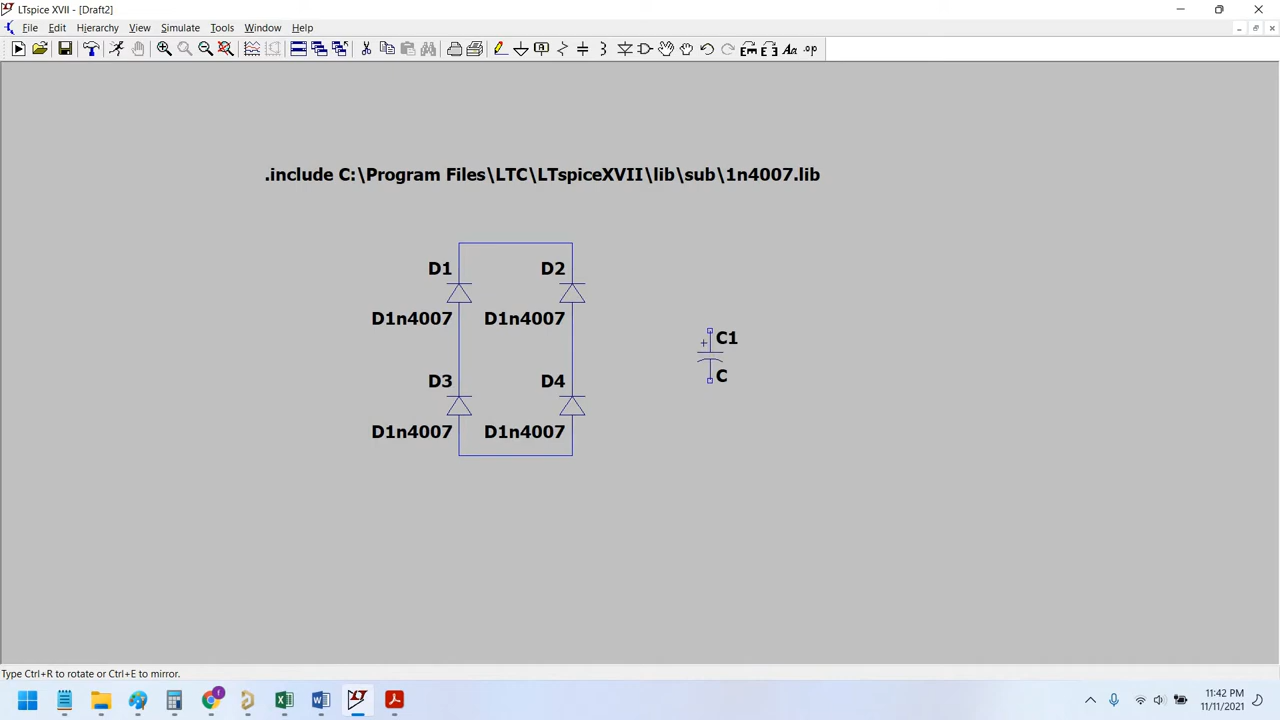 LTspice XVII - [Draft2]
File Edit Hierarchy View Simulate Tools Window Help
Aa .op
.include C:\Program Files\LTC\LTspiceXVII\lib\sub\1n4007.lib
D1 D2
D1n4007 D1n4007
+ C1
C
D3 D4
D1n4007 D1n4007
Type Ctrl+R to rotate or Ctrl+E to mirror.
11:42 PM
11/11/2021